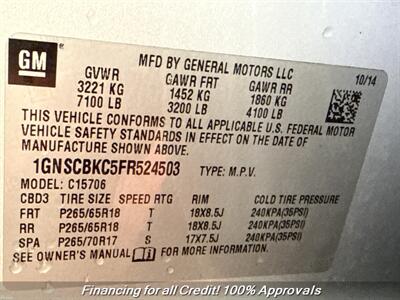 GM
MFD BY GENERAL MOTORS LLC
10/14
GVWR GAWR FRT GAWR RR
3221 KG 1452 KG 1860 KG
7100 LB 3200 LB 4100 LB
THIS VEHICLE CONFORMS TO ALL APPLICABLE U.S. FEDERAL MOTOR
VEHICLE SAFETY STANDARDS IN EFFECT ON THE DATE OF
MANUFACTURE SHOWN ABOVE.
1GNSCBKC5FR524503 TYPE: M.P.V.
MODEL: C15706
CBD3 TIRE SIZE SPEED RTG RIM COLD TIRE PRESSURE
FRT P265/65R18 T 18X8.5J 240KPA(35PSI)
RR P265/65R18 T 18X8.5J 240KPA(35PSI)
SPA P265/70R17 S 17X7.5J 240KPA(35PSI)
SEE OWNER'S MANUAL FOR MORE INFORMATION.
Financing for all Credit! 100% Approvals